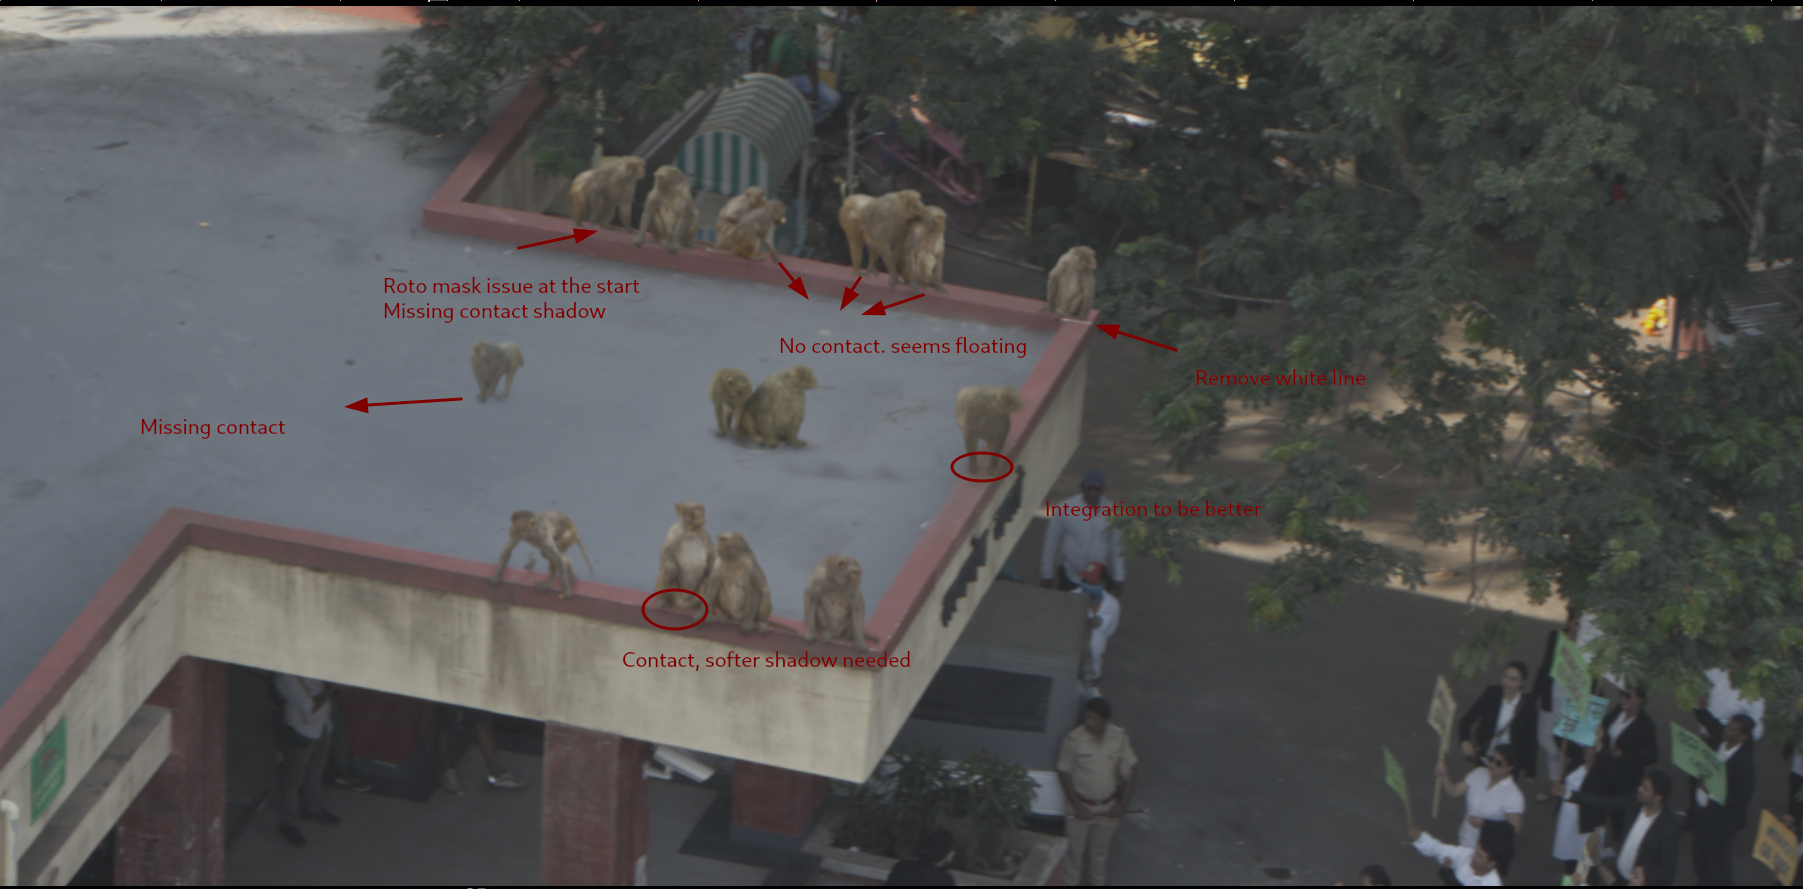 Roto mask issue at the start
Missing contact shadow
No contact. seems floating
Remove white line
Missing contact
Integration to be better
Contact, softer shadow needed